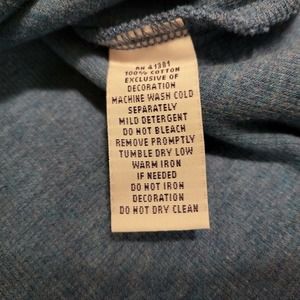 RN 41381
100% COTTON
EXCLUSIVE OF
DECORATION
MACHINE WASH COLD
SEPARATELY
MILD DETERGENT
DO NOT BLEACH
REMOVE PROMPTLY
TUMBLE DRY LOW
WARM IRON
IF NEEDED
DO NOT IRON
DECORATION
DO NOT DRY CLEAN